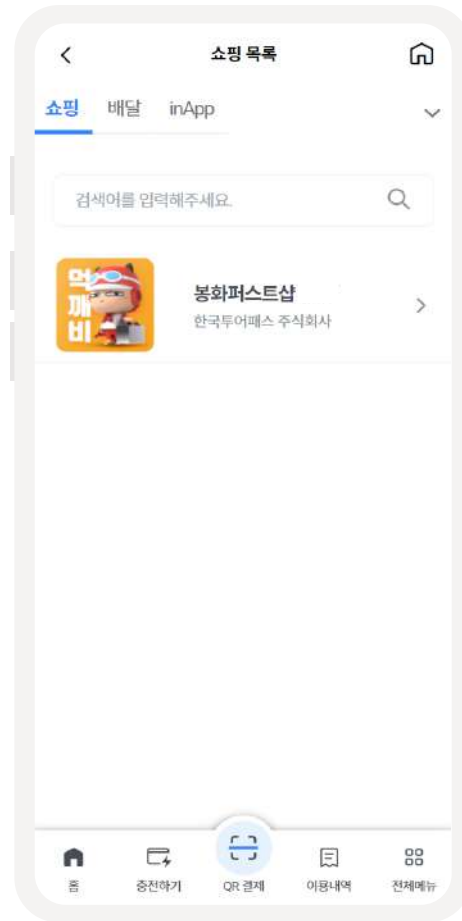 쇼핑 목록
쇼핑 배달 inApp
검색어를 입력해주세요.
먹깨비
봉화퍼스트샵
한국투어패스 주식회사
홈 충전하기 QR 결제 이용내역 전체메뉴